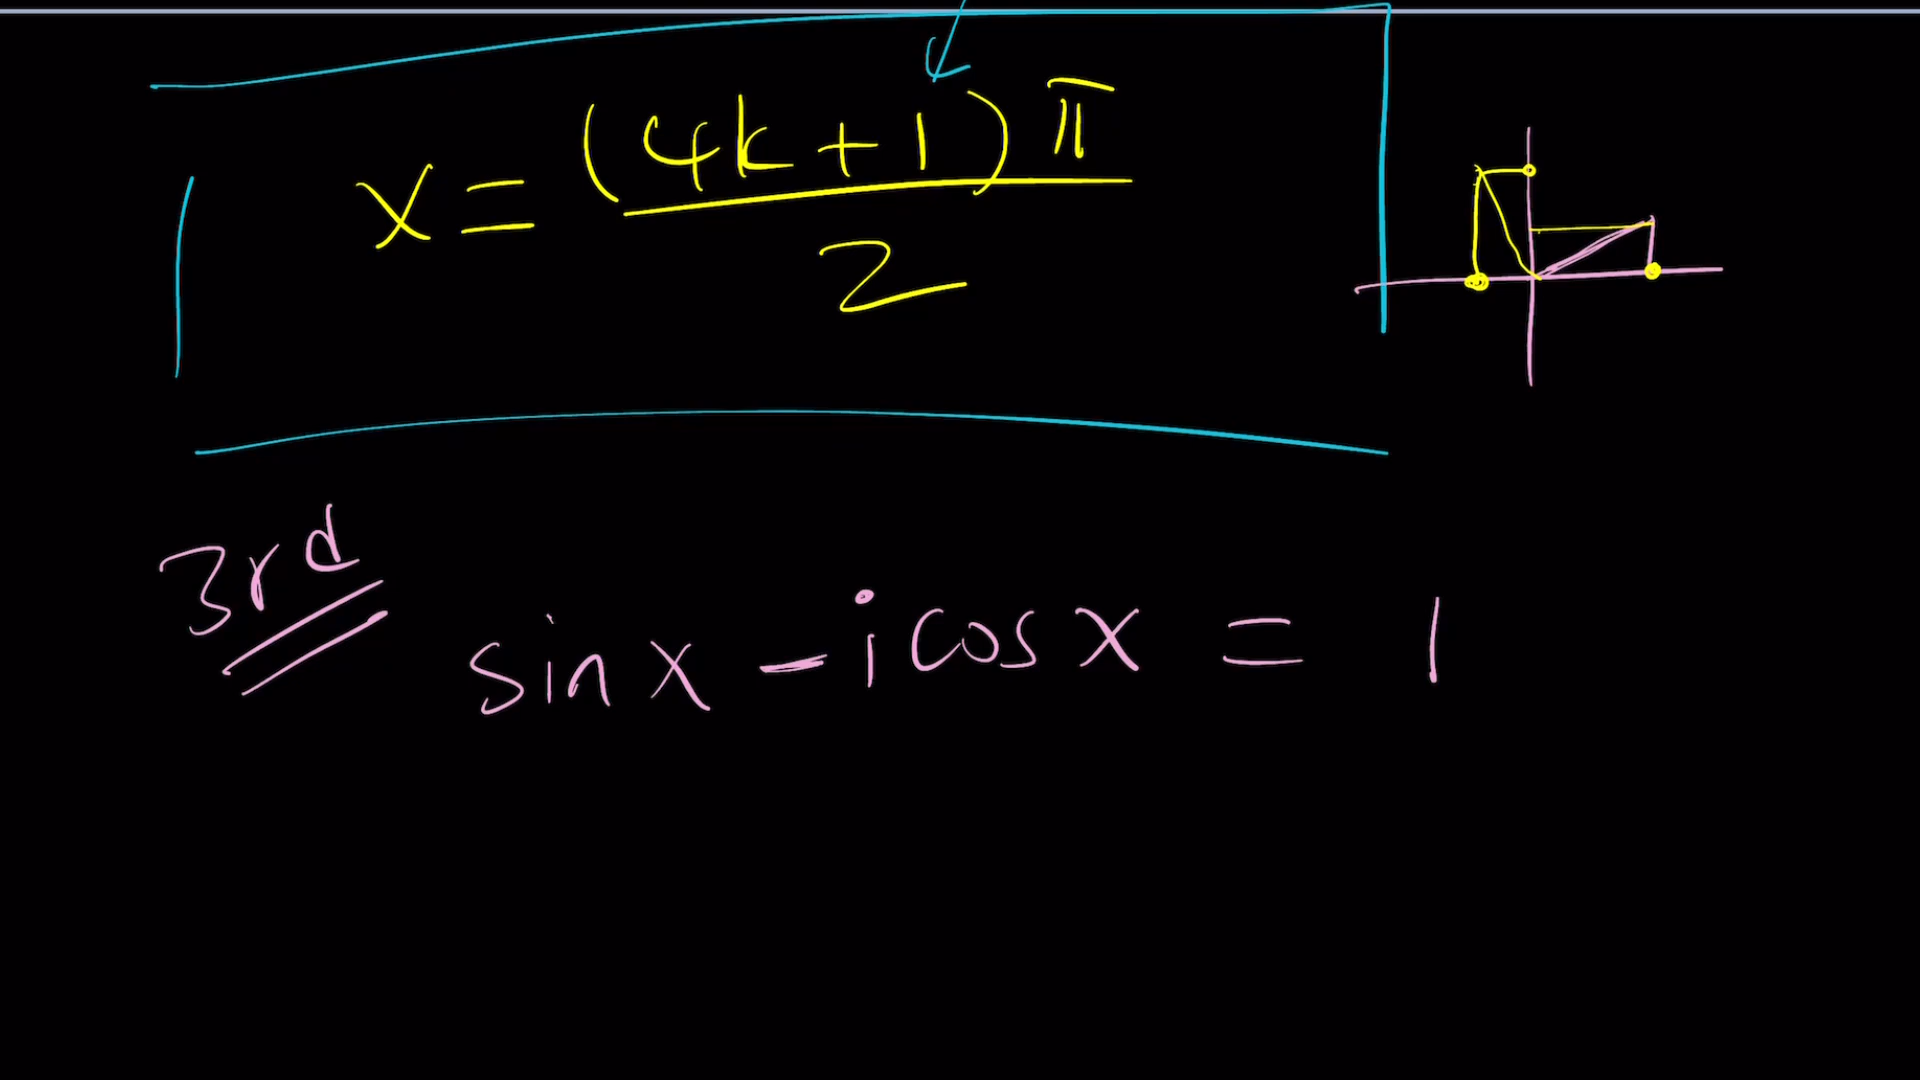 x = (4k+1)π / 2
3rd
sin x - i cos x = 1